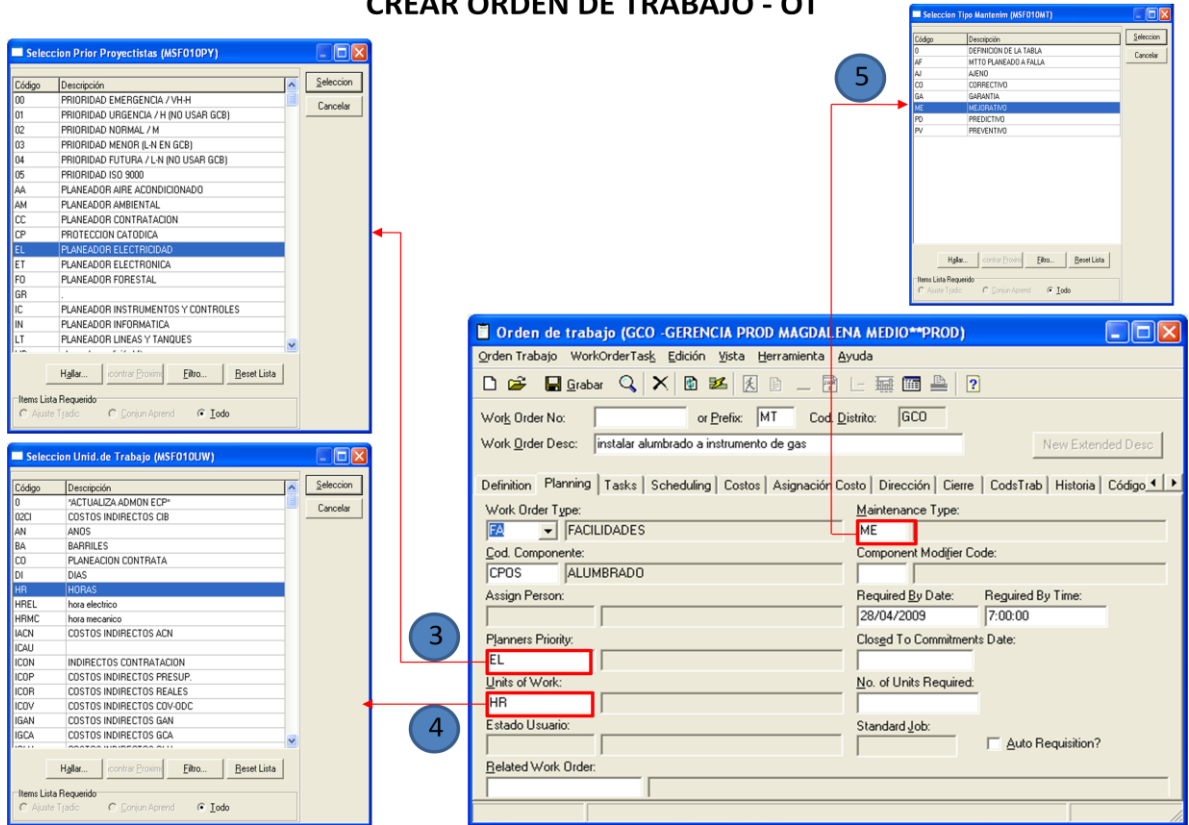 CREAR ORDEN DE TRABAJO - OT
Seleccion Prior Proyectistas (MSF010PY)
Código Descripción
00 PRIORIDAD EMERGENCIA / VH-H
01 PRIORIDAD URGENCIA / H (NO USAR GCB)
02 PRIORIDAD NORMAL / M
03 PRIORIDAD MENOR (L-N EN GCB)
04 PRIORIDAD FUTURA / L-N (NO USAR GCB)
05 PRIORIDAD ISO 9000
AA PLANEADOR AIRE ACONDICIONADO
AM PLANEADOR AMBIENTAL
CC PLANEADOR CONTRATACION
CP PROTECCION CATODICA
EL PLANEADOR ELECTRICIDAD
ET PLANEADOR ELECTRONICA
FO PLANEADOR FORESTAL
GR .
IC PLANEADOR INSTRUMENTOS Y CONTROLES
IN PLANEADOR INFORMATICA
LT PLANEADOR LINEAS Y TANQUES
Seleccion
Cancelar
Hallar... icontrar Proxim Filtro... Reset Lista
Items Lista Requerido
Ajuste Tradic Conjun Aprend Todo
Seleccion Tipo Mantenim (MSF010MT)
Código Descripción
0 DEFINICION DE LA TABLA
AF MTTO PLANEADO A FALLA
AJ AJENO
CO CORRECTIVO
GA GARANTIA
ME MEJORATIVO
PD PREDICTIVO
PV PREVENTIVO
Seleccion
Cancelar
Hallar... icontrar Proxim Filtro... Reset Lista
Items Lista Requerido
Ajuste Tradic Conjun Aprend Todo
5
Seleccion Unid.de Trabajo (MSF010UW)
Código Descripción
0 "ACTUALIZA ADMON ECP"
02CI COSTOS INDIRECTOS CIB
AN ANOS
BA BARRILES
CO PLANEACION CONTRATA
DI DIAS
HR HORAS
HREL hora electrico
HRMC hora mecanico
IACN COSTOS INDIRECTOS ACN
ICAU
ICON INDIRECTOS CONTRATACION
ICOP COSTOS INDIRECTOS PRESUP.
ICOR COSTOS INDIRECTOS REALES
ICOV COSTOS INDIRECTOS COV-ODC
IGAN COSTOS INDIRECTOS GAN
IGCA COSTOS INDIRECTOS GCA
Seleccion
Cancelar
Hallar... icontrar Proxim Filtro... Reset Lista
Items Lista Requerido
Ajuste Tradic Conjun Aprend Todo
3
4
Orden de trabajo (GCO -GERENCIA PROD MAGDALENA MEDIO**PROD)
Orden Trabajo WorkOrderTask Edición Vista Herramienta Ayuda
Grabar
Work Order No: or Prefix: MT Cod. Distrito: GCO
Work Order Desc: instalar alumbrado a instrumento de gas New Extended Desc
Definition Planning Tasks Scheduling Costos Asignación Costo Dirección Cierre CodsTrab Historia Código
Work Order Type: Maintenance Type:
FA FACILIDADES ME
Cod. Componente: Component Modifier Code:
CPOS ALUMBRADO
Assign Person: Required By Date: Required By Time:
28/04/2009 7:00:00
Planners Priority: Closed To Commitments Date:
EL
Units of Work: No. of Units Required:
HR
Estado Usuario: Standard Job:
Auto Requisition?
Related Work Order: